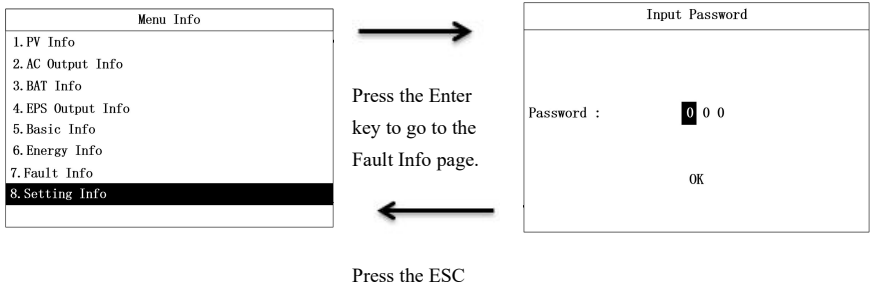 Menu Info
1.PV Info
2.AC Output Info
3.BAT Info
4.EPS Output Info
5.Basic Info
6.Energy Info
7.Fault Info
8.Setting Info
Press the Enter
key to go to the
Fault Info page.
Input Password
Password : 0 0 0
OK
Press the ESC